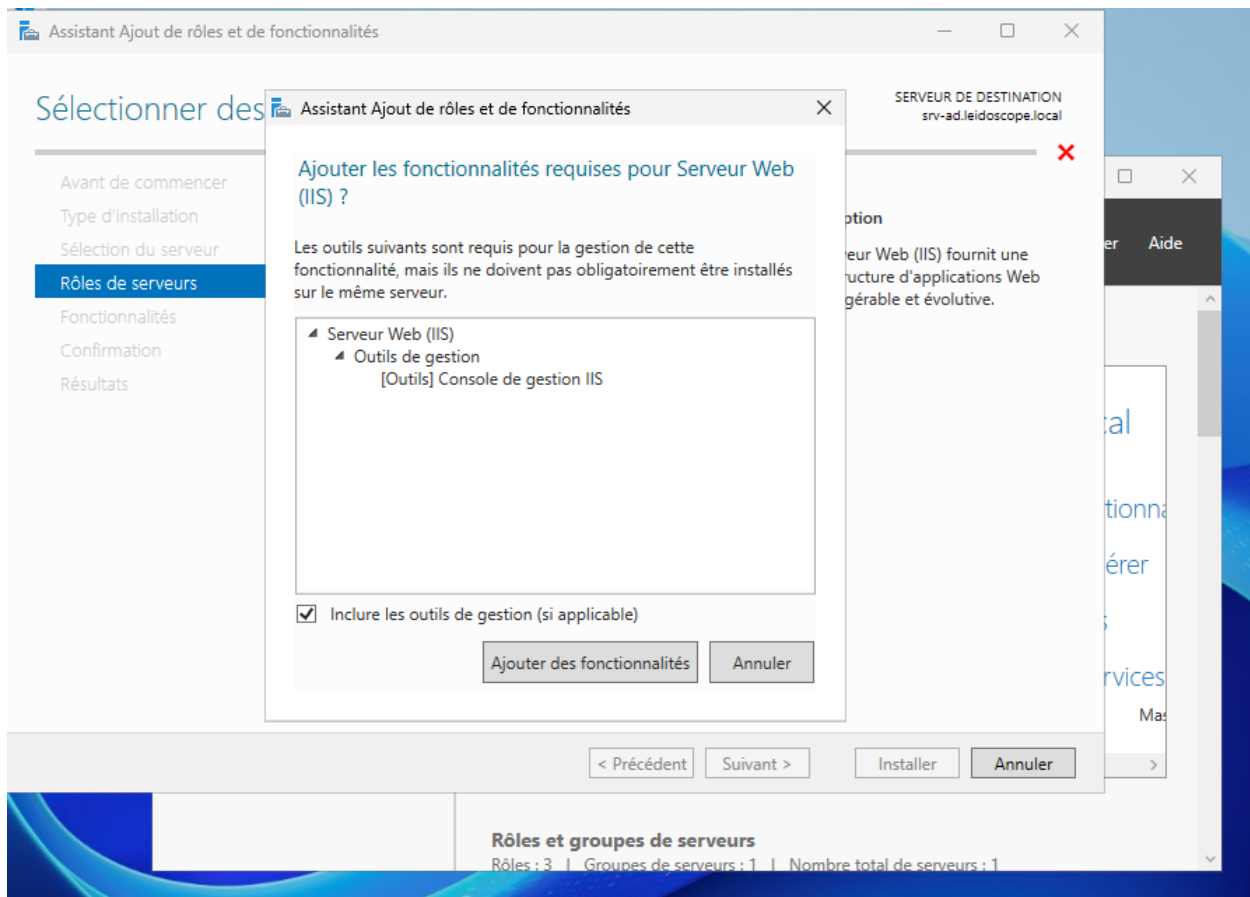 Assistant Ajout de rôles et de fonctionnalités
Sélectionner des
SERVEUR DE DESTINATION
srv-ad.leidoscope.local
Avant de commencer
Type d'installation
Sélection du serveur
Rôles de serveurs
Fonctionnalités
Confirmation
Résultats
Assistant Ajout de rôles et de fonctionnalités
Ajouter les fonctionnalités requises pour Serveur Web
(IIS) ?
Les outils suivants sont requis pour la gestion de cette
fonctionnalité, mais ils ne doivent pas obligatoirement être installés
sur le même serveur.
Serveur Web (IIS)
Outils de gestion
[Outils] Console de gestion IIS
Inclure les outils de gestion (si applicable)
Ajouter des fonctionnalités
Annuler
ption
eur Web (IIS) fournit une
ructure d'applications Web
gérable et évolutive.
< Précédent
Suivant >
Installer
Annuler
er Aide
cal
tionna
érer
rvices
Mas
Rôles et groupes de serveurs
Rôles : 3 | Groupes de serveurs : 1 | Nombre total de serveurs : 1